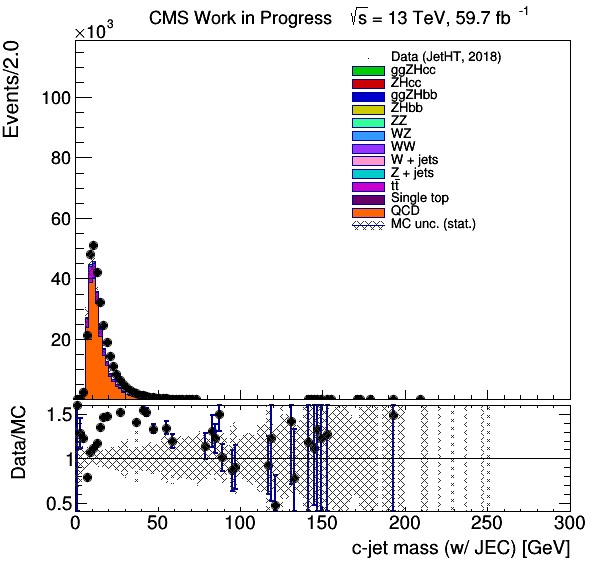 CMS Work in Progress √s = 13 TeV, 59.7 fb -1
×10³
Events/2.0
100
80
60
40
20
Data (JetHT, 2018)
ggZHcc
ZHcc
ggZHbb
ZHbb
ZZ
WZ
WW
W + jets
Z + jets
tt̄
Single top
QCD
MC unc. (stat.)
Data/MC
1.5
1
0.5
0 50 100 150 200 250 300
c-jet mass (w/ JEC) [GeV]